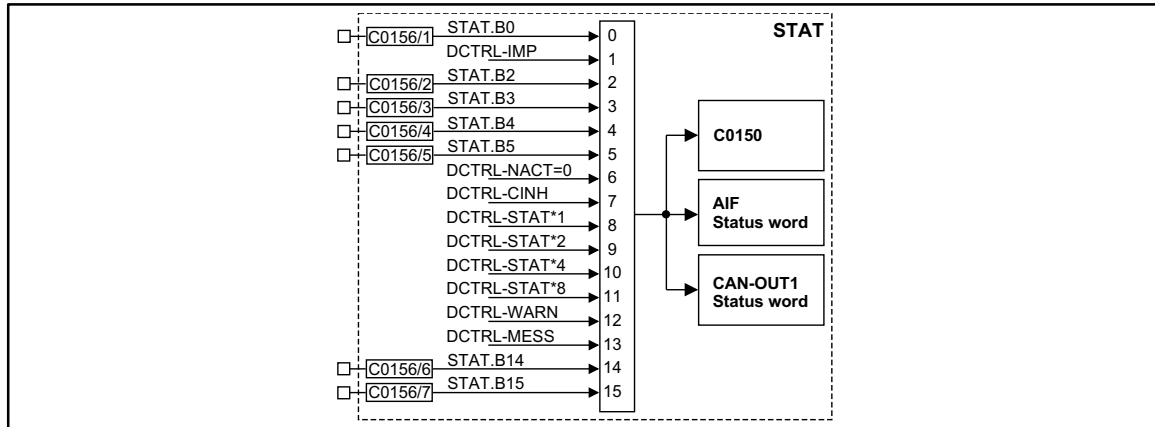 STAT
C0156/1 STAT.B0 0
DCTRL-IMP 1
C0156/2 STAT.B2 2
C0156/3 STAT.B3 3
C0156/4 STAT.B4 4
C0156/5 STAT.B5 5
DCTRL-NACT=0 6
DCTRL-CINH 7
DCTRL-STAT*1 8
DCTRL-STAT*2 9
DCTRL-STAT*4 10
DCTRL-STAT*8 11
DCTRL-WARN 12
DCTRL-MESS 13
C0156/6 STAT.B14 14
C0156/7 STAT.B15 15
C0150
AIF
Status word
CAN-OUT1
Status word